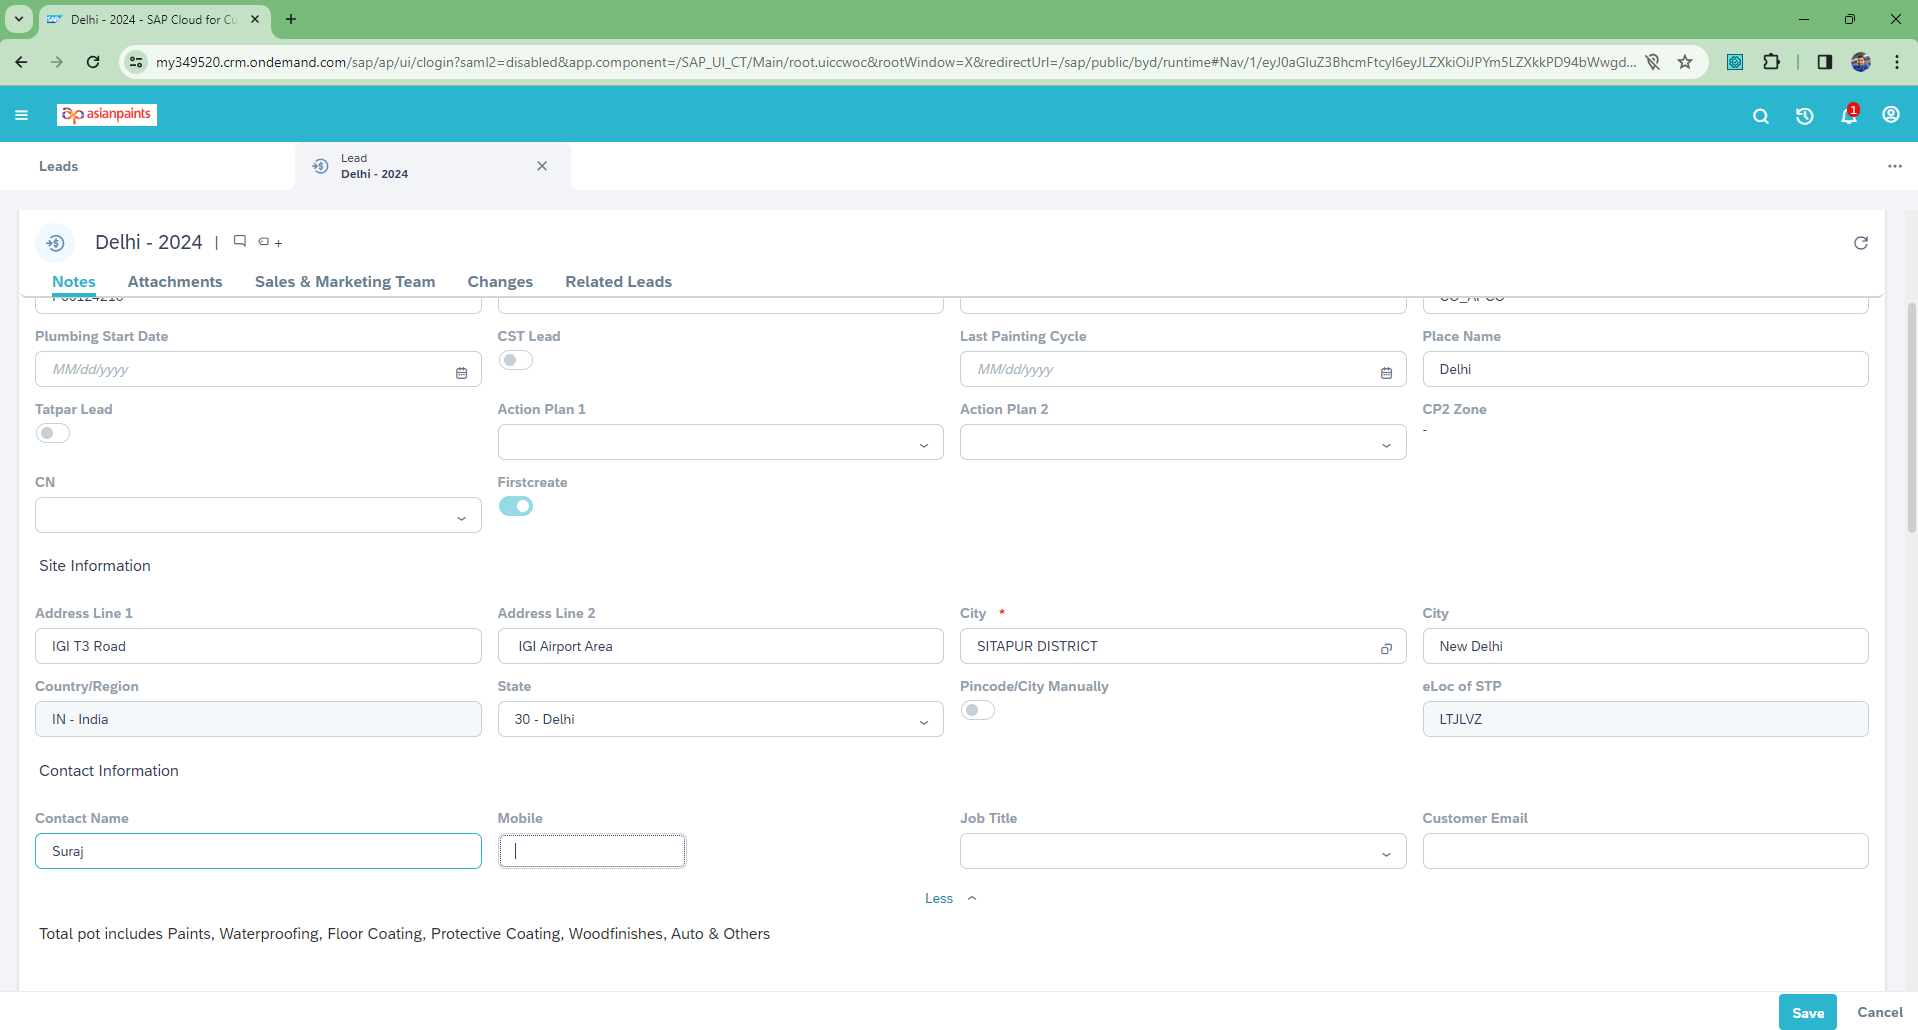 Delhi - 2024 - SAP Cloud for Cu
my349520.crm.ondemand.com/sap/ap/ui/clogin?saml2=disabled&app.component=/SAP_UI_CT/Main/root.uiccwoc&rootWindow=X&redirectUrl=/sap/public/byd/runtime#Nav/1/eyJ0aGluZ3BhcmFtcyI6eyJLZXkiOiJPYm5LZXkkPD94bWwgd...
asianpaints
1
Leads
Lead
Delhi - 2024
Delhi - 2024 |
Notes Attachments Sales & Marketing Team Changes Related Leads
Plumbing Start Date CST Lead Last Painting Cycle Place Name
MM/dd/yyyy MM/dd/yyyy Delhi
Tatpar Lead Action Plan 1 Action Plan 2 CP2 Zone
-
CN Firstcreate
Site Information
Address Line 1 Address Line 2 City * City
IGI T3 Road IGI Airport Area SITAPUR DISTRICT New Delhi
Country/Region State Pincode/City Manually eLoc of STP
IN - India 30 - Delhi LTJLVZ
Contact Information
Contact Name Mobile Job Title Customer Email
Suraj
Less
Total pot includes Paints, Waterproofing, Floor Coating, Protective Coating, Woodfinishes, Auto & Others
Save Cancel